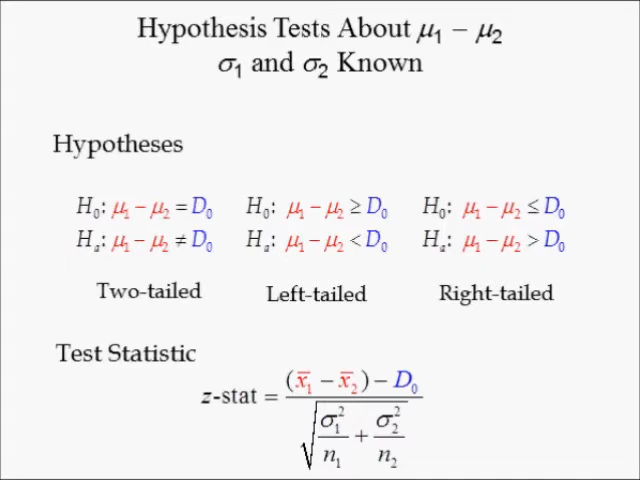 Hypothesis Tests About μ₁ − μ₂
σ₁ and σ₂ Known
Hypotheses
H₀: μ₁ − μ₂ = D₀ H₀: μ₁ − μ₂ ≥ D₀ H₀: μ₁ − μ₂ ≤ D₀
Hₐ: μ₁ − μ₂ ≠ D₀ Hₐ: μ₁ − μ₂ < D₀ Hₐ: μ₁ − μ₂ > D₀
Two-tailed Left-tailed Right-tailed
Test Statistic
z-stat = ((x̄₁ − x̄₂) − D₀) / √(σ₁²/n₁ + σ₂²/n₂)